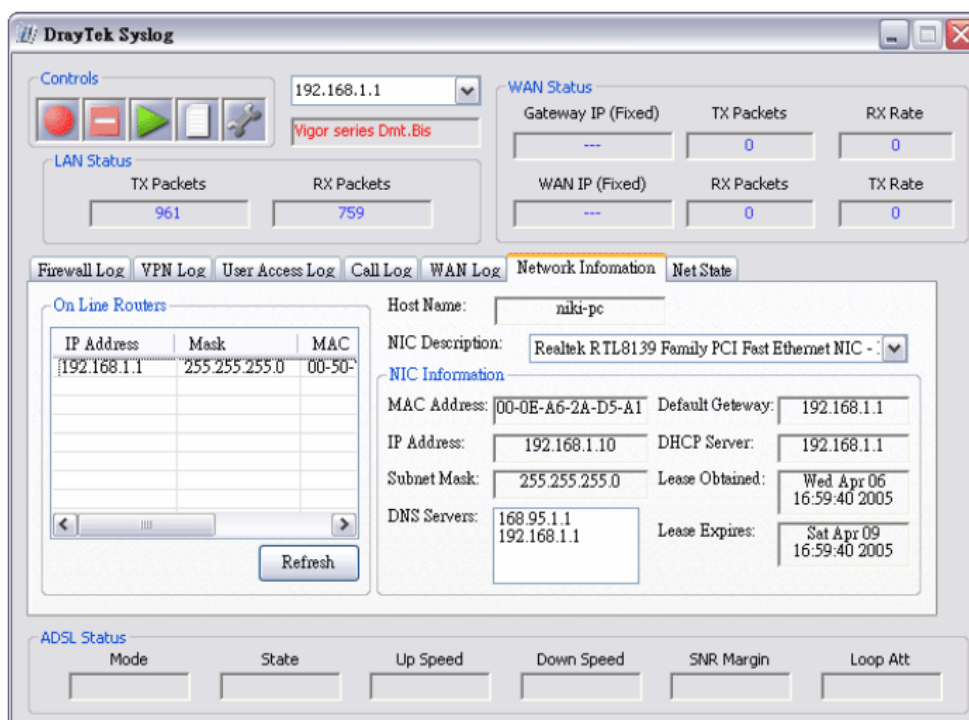 DrayTek Syslog
Controls
192.168.1.1
Vigor series Dmt.Bis
LAN Status
TX Packets
RX Packets
961
759
WAN Status
Gateway IP (Fixed)
TX Packets
RX Rate
---
0
0
WAN IP (Fixed)
RX Packets
TX Rate
---
0
0
Firewall Log
VPN Log
User Access Log
Call Log
WAN Log
Network Infomation
Net State
On Line Routers
IP Address
Mask
MAC
192.168.1.1
255.255.255.0
00-50-
Refresh
Host Name:
niki-pc
NIC Description:
Realtek RTL8139 Family PCI Fast Ethernet NIC -
NIC Information
MAC Address:
00-0E-A6-2A-D5-A1
Default Geteway:
192.168.1.1
IP Address:
192.168.1.10
DHCP Server:
192.168.1.1
Subnet Mask:
255.255.255.0
Lease Obtained:
Wed Apr 06
16:59:40 2005
DNS Servers:
168.95.1.1
192.168.1.1
Lease Expires:
Sat Apr 09
16:59:40 2005
ADSL Status
Mode
State
Up Speed
Down Speed
SNR Margin
Loop Att